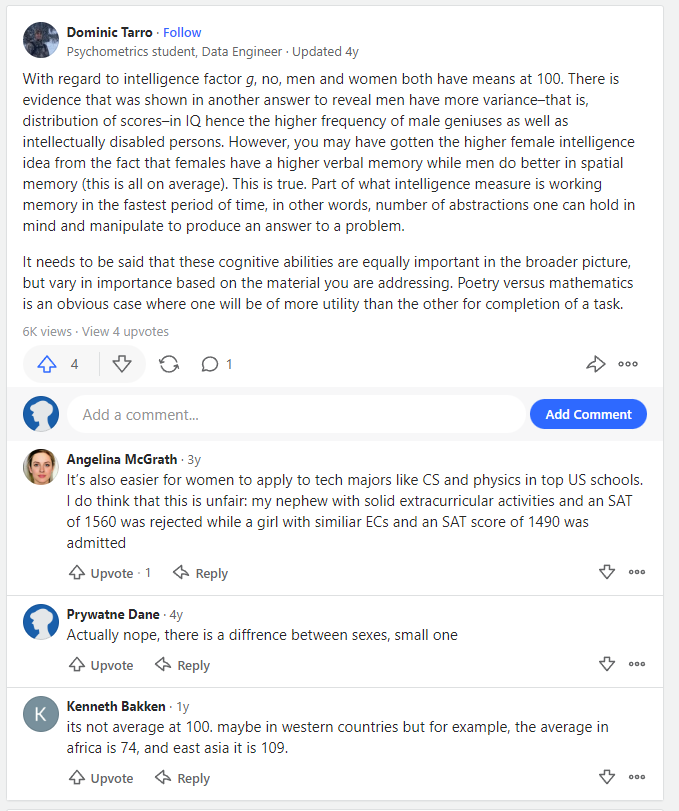 Dominic Tarro · Follow
Psychometrics student, Data Engineer · Updated 4y
With regard to intelligence factor g, no, men and women both have means at 100. There is
evidence that was shown in another answer to reveal men have more variance–that is,
distribution of scores–in IQ hence the higher frequency of male geniuses as well as
intellectually disabled persons. However, you may have gotten the higher female intelligence
idea from the fact that females have a higher verbal memory while men do better in spatial
memory (this is all on average). This is true. Part of what intelligence measure is working
memory in the fastest period of time, in other words, number of abstractions one can hold in
mind and manipulate to produce an answer to a problem.
It needs to be said that these cognitive abilities are equally important in the broader picture,
but vary in importance based on the material you are addressing. Poetry versus mathematics
is an obvious case where one will be of more utility than the other for completion of a task.
6K views · View 4 upvotes
4 1
Add a comment... Add Comment
Angelina McGrath · 3y
It's also easier for women to apply to tech majors like CS and physics in top US schools.
I do think that this is unfair: my nephew with solid extracurricular activities and an SAT
of 1560 was rejected while a girl with similiar ECs and an SAT score of 1490 was
admitted
Upvote · 1 Reply
Prywatne Dane · 4y
Actually nope, there is a diffrence between sexes, small one
Upvote Reply
K
Kenneth Bakken · 1y
its not average at 100. maybe in western countries but for example, the average in
africa is 74, and east asia it is 109.
Upvote Reply